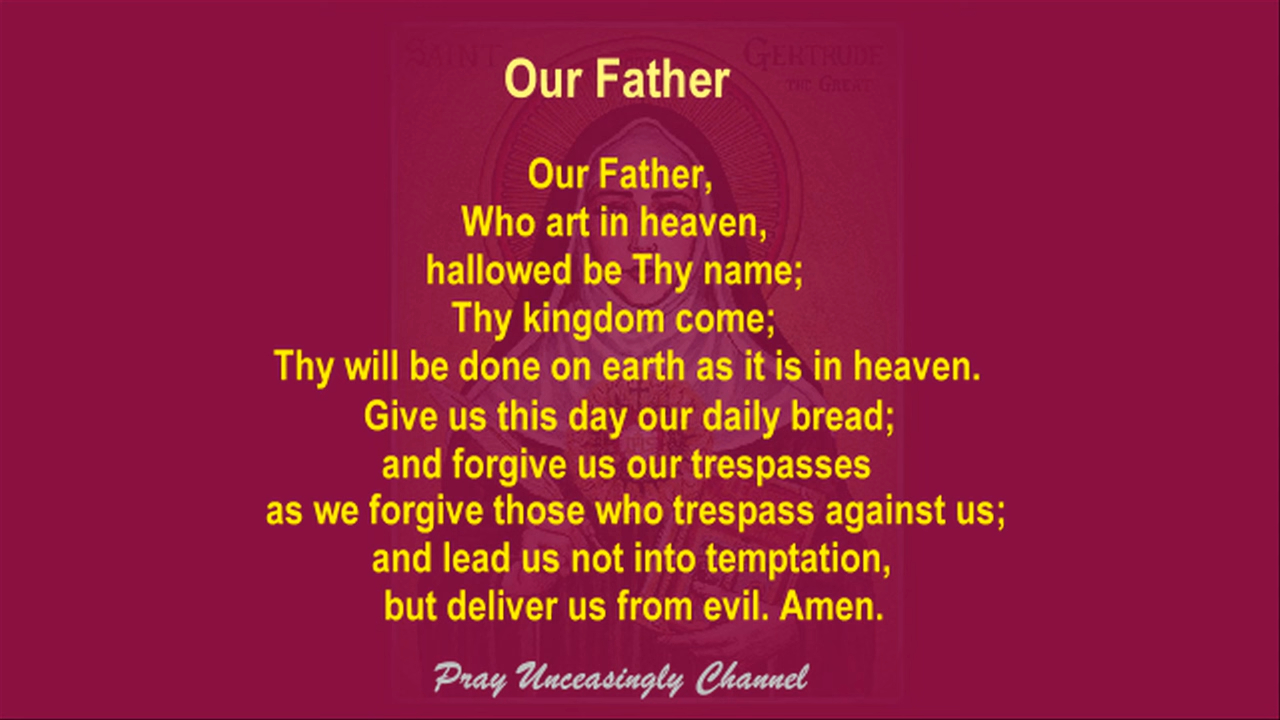 SAINT GERTRUDE
THE GREAT
Our Father
Our Father,
Who art in heaven,
hallowed be Thy name;
Thy kingdom come;
Thy will be done on earth as it is in heaven.
Give us this day our daily bread;
and forgive us our trespasses
as we forgive those who trespass against us;
and lead us not into temptation,
but deliver us from evil. Amen.
Pray Unceasingly Channel